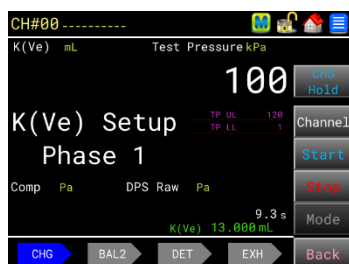 CH#00 ---------- M
K(Ve) mL Test Pressure kPa
100
CHG Hold
K(Ve) Setup
TP UL 120
TP LL 1
Channel
Phase 1
Start
Comp Pa DPS Raw Pa
Stop
9.3 s
K(Ve) 13.000 mL
Mode
CHG BAL2 DET EXH Back